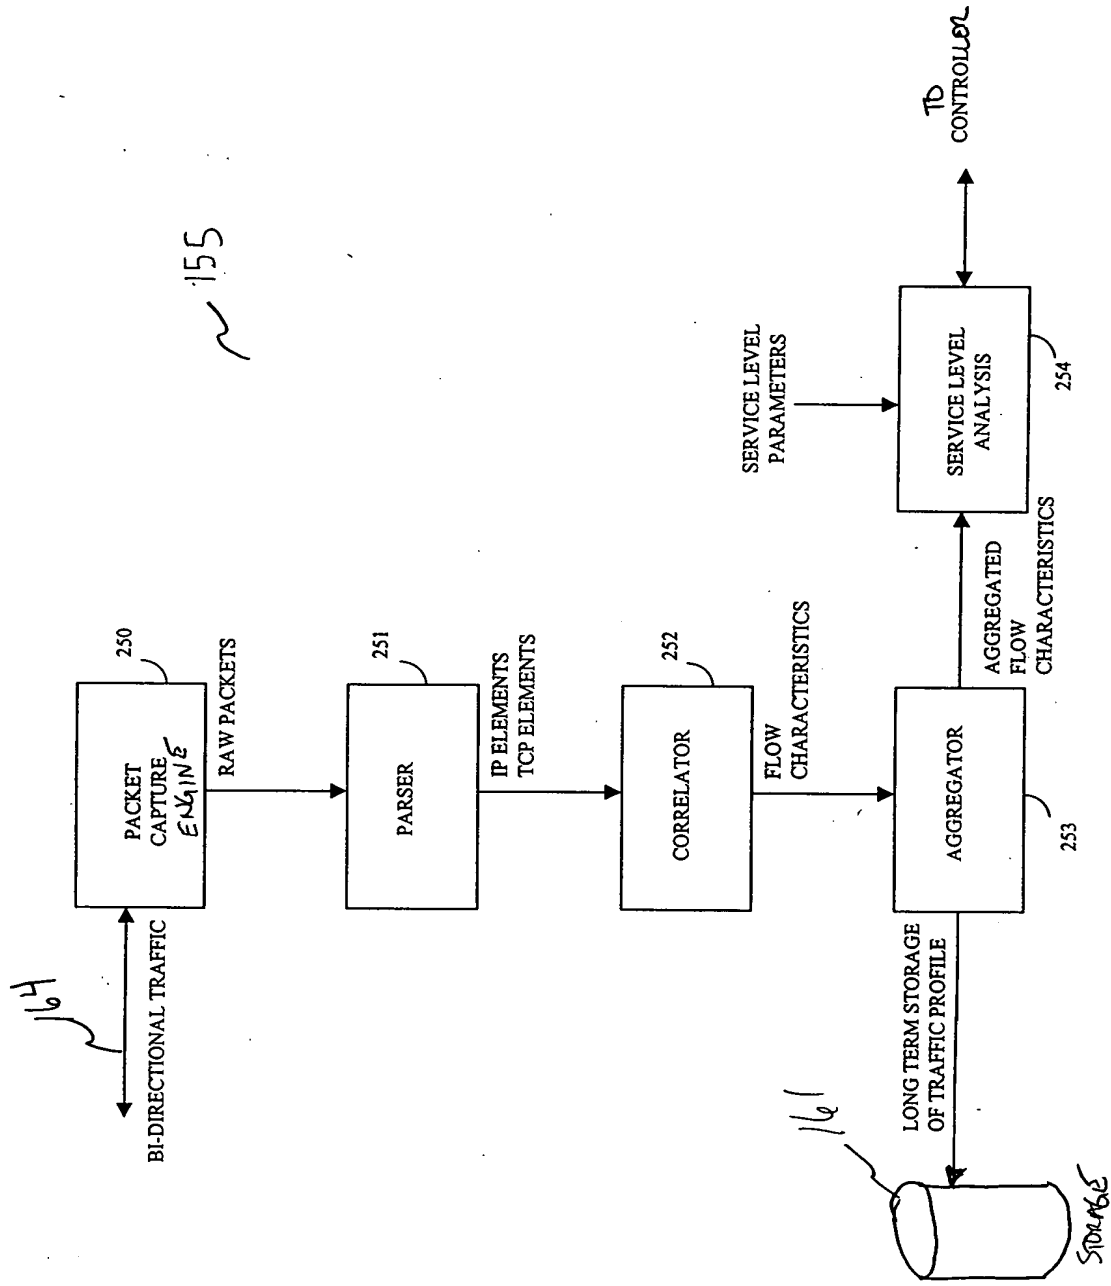 155
164
BI-DIRECTIONAL TRAFFIC
PACKET
CAPTURE
ENGINE
250
RAW PACKETS
PARSER
251
IP ELEMENTS
TCP ELEMENTS
CORRELATOR
252
FLOW
CHARACTERISTICS
161
STORAGE
LONG TERM STORAGE
OF TRAFFIC PROFILE
AGGREGATOR
253
AGGREGATED
FLOW
CHARACTERISTICS
SERVICE LEVEL
PARAMETERS
SERVICE LEVEL
ANALYSIS
254
TO
CONTROLLOR